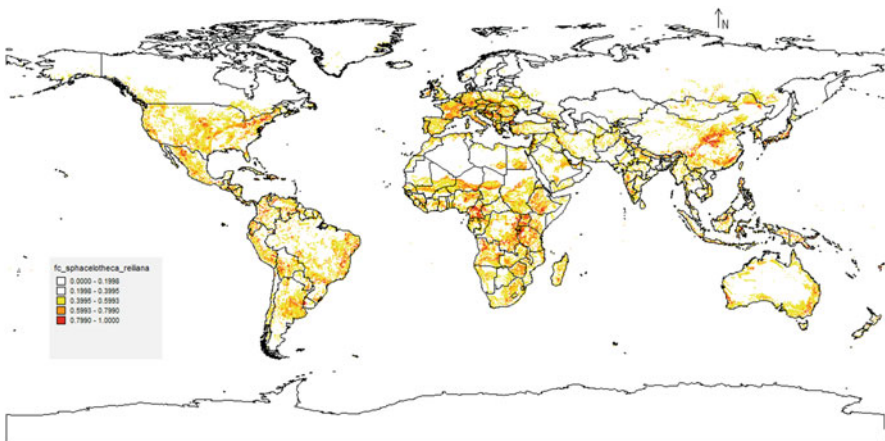 N
fc_sphacelotheca_reiliana
0.0000 - 0.1998
0.1998 - 0.3995
0.3995 - 0.5993
0.5993 - 0.7990
0.7990 - 1.0000